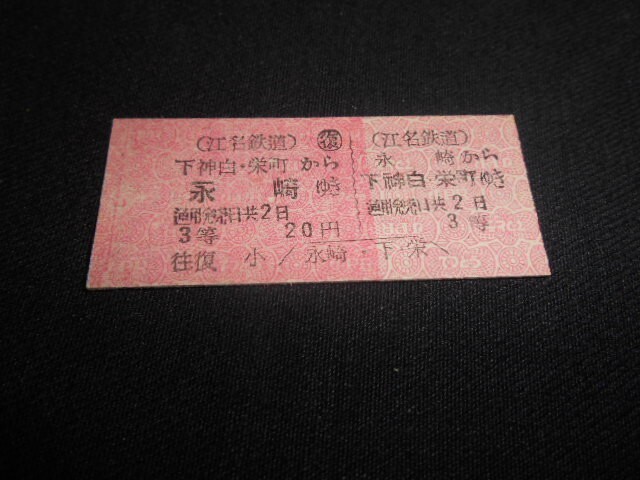 (江名鉄道) 復
下神白・栄町 から
永崎ゆき
通用発売日共2日
3等 20円
往復 小/永崎・下・栄
(江名鉄道)
永崎から
下神白・栄町ゆき
通用発売日共2日
3等